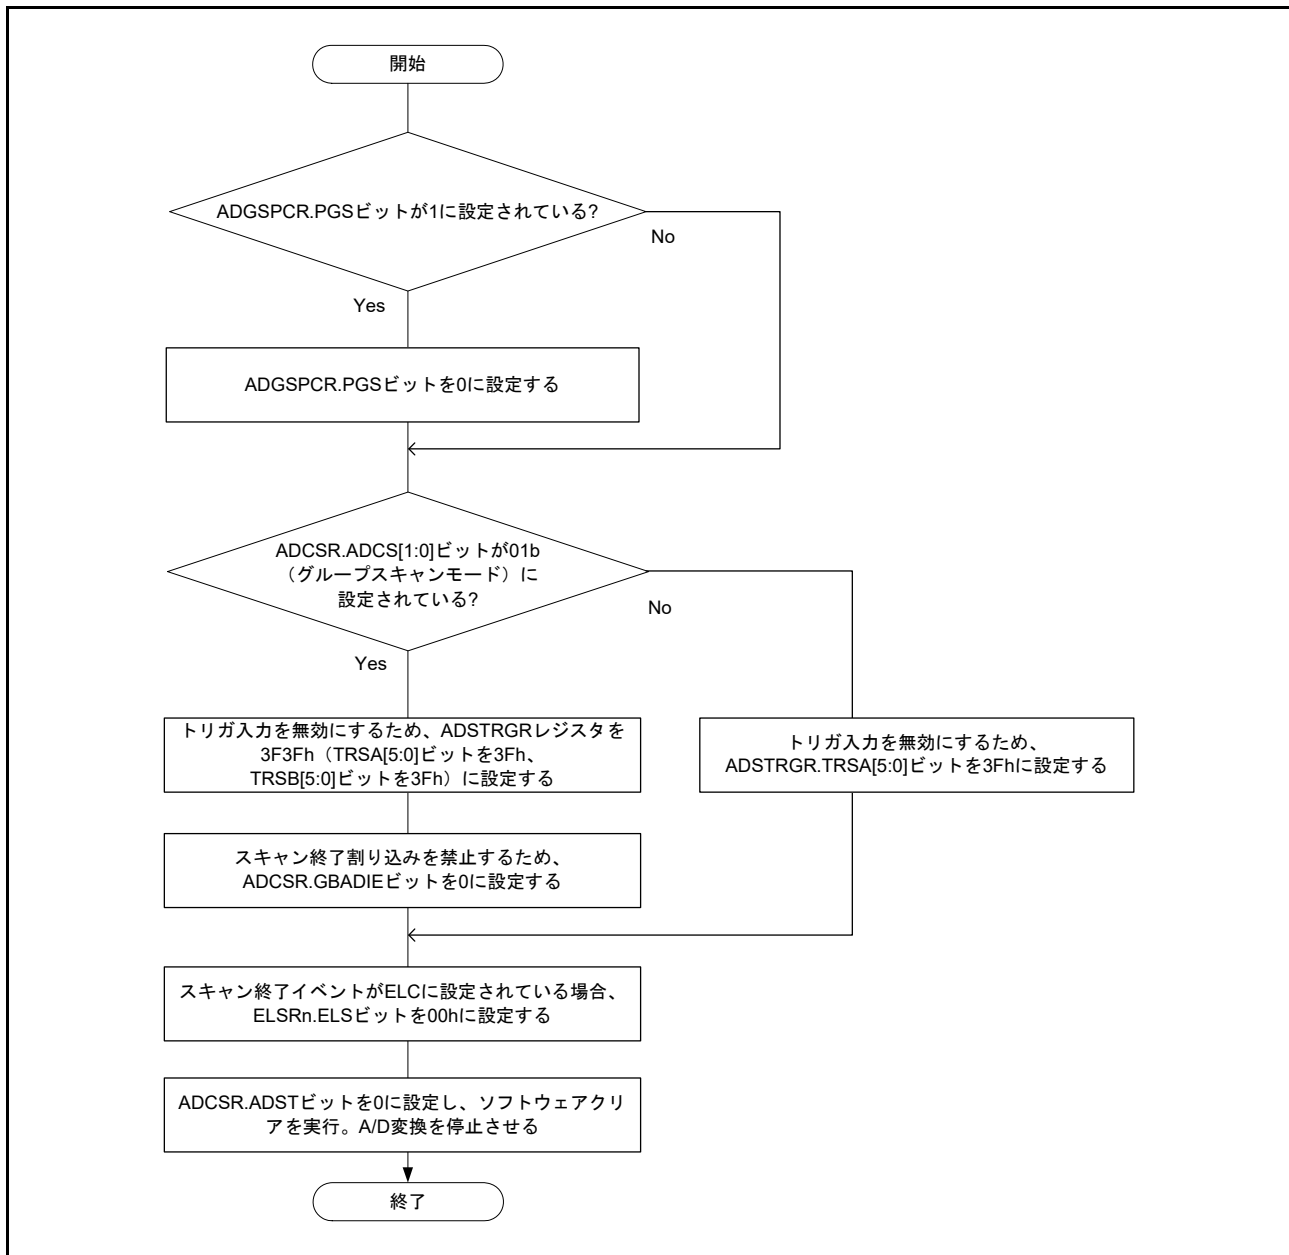 開始
ADGSPCR.PGSビットが1に設定されている?
No
Yes
ADGSPCR.PGSビットを0に設定する
ADCSR.ADCS[1:0]ビットが01b
（グループスキャンモード）に
設定されている?
No
Yes
トリガ入力を無効にするため、ADSTRGRレジスタを
3F3Fh（TRSA[5:0]ビットを3Fh、
TRSB[5:0]ビットを3Fh）に設定する
トリガ入力を無効にするため、
ADSTRGR.TRSA[5:0]ビットを3Fhに設定する
スキャン終了割り込みを禁止するため、
ADCSR.GBADIEビットを0に設定する
スキャン終了イベントがELCに設定されている場合、
ELSRn.ELSビットを00hに設定する
ADCSR.ADSTビットを0に設定し、ソフトウェアクリ
アを実行。A/D変換を停止させる
終了